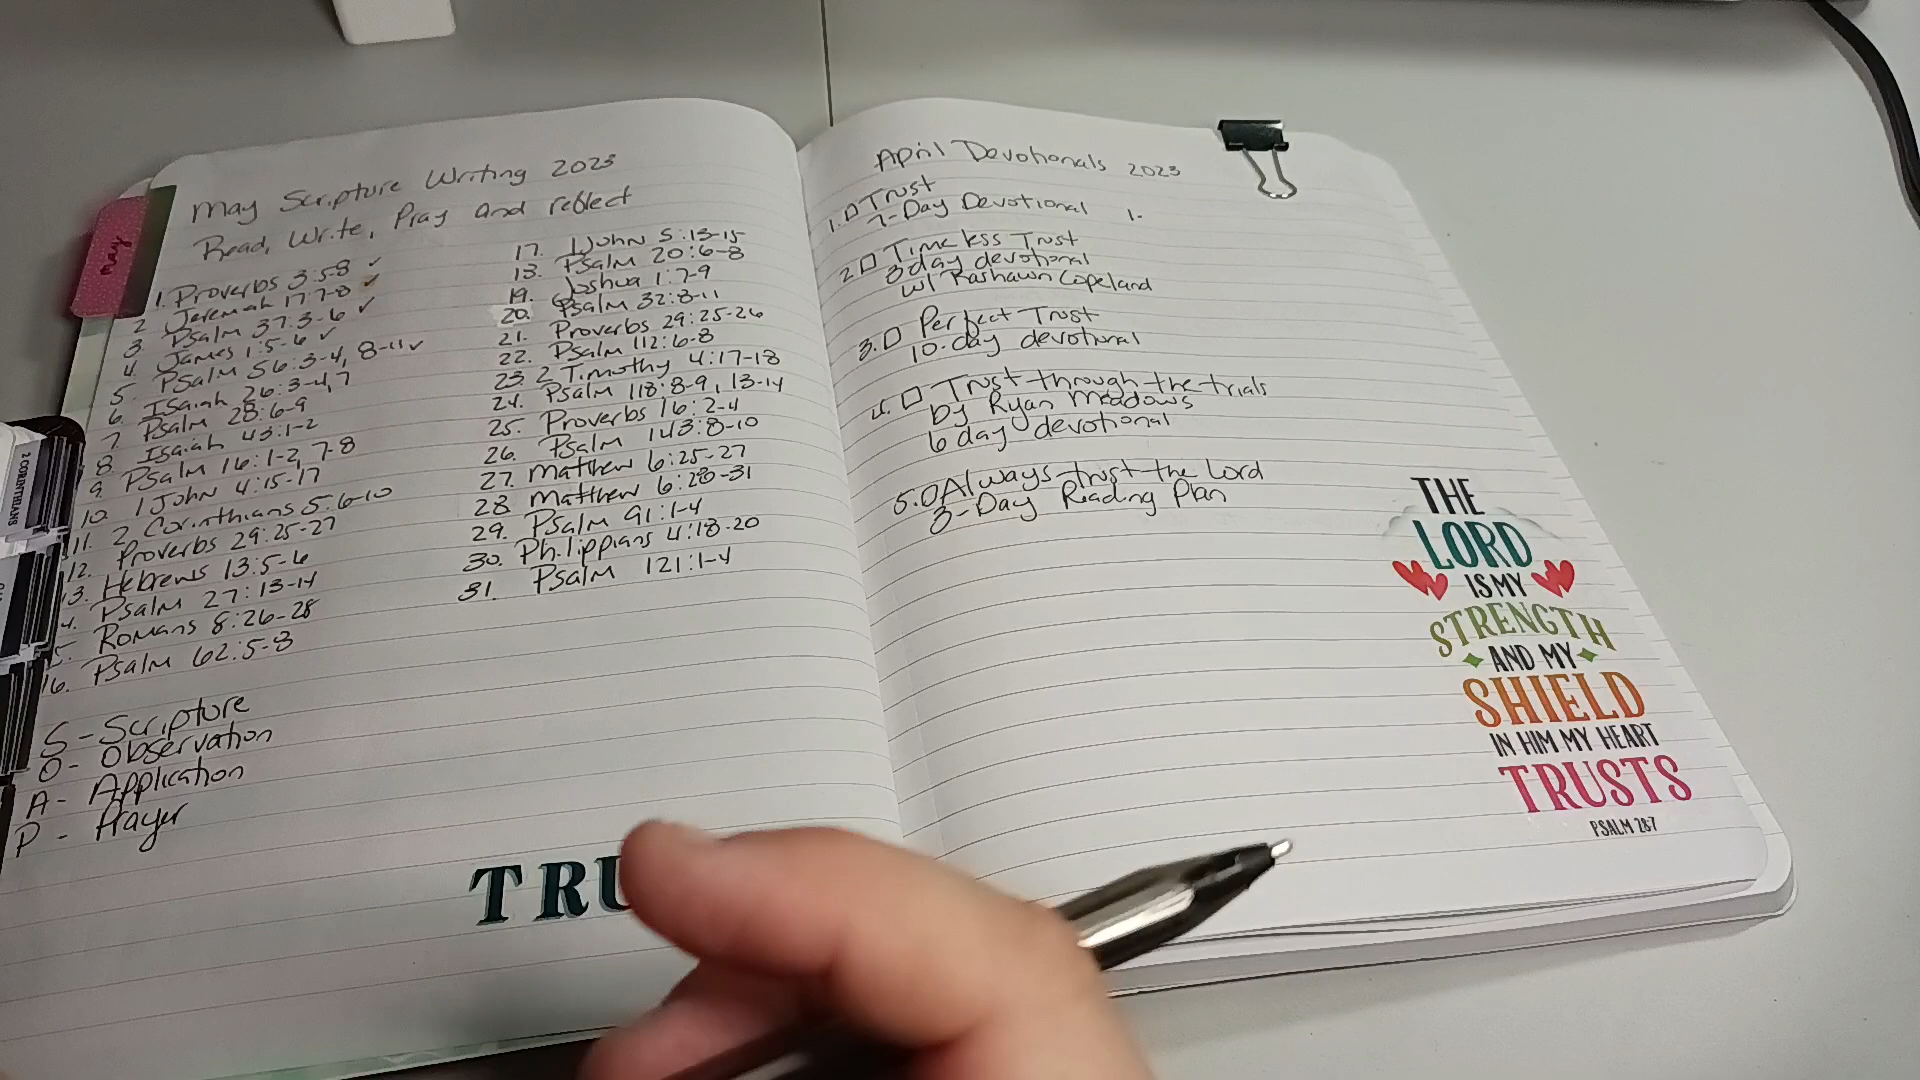 May Scripture Writing 2023
Read, Write, Pray and reflect
1. Proverbs 3:5-8 ✓
2. Jeremiah 17:7-8 ✓
3. Psalm 37:3-6 ✓
4. James 1:5-6 ✓
5. Psalm 56:3-4, 8-11 ✓
6. Isaiah 26:3-4,7
7. Psalm 28:6-9
8. Isaiah 43:1-2
9. Psalm 16:1-2, 7-8
10. 1 John 4:15-17
11. 2 Corinthians 5:6-10
12. Proverbs 29:25-27
13. Hebrews 13:5-6
4. Psalm 27:13-14
5. Romans 8:26-28
16. Psalm 62:5-8
17. 1 John 5:13-15
18. Psalm 20:6-8
19. Joshua 1:7-9
20. Psalm 32:8-11
21. Proverbs 29:25-26
22. Psalm 112:6-8
23. 2 Timothy 4:17-18
24. Psalm 118:8-9, 13-14
25. Proverbs 16:2-4
26. Psalm 143:8-10
27. Matthew 6:25-27
28. Matthew 6:28-31
29. Psalm 91:1-4
30. Philippians 4:18-20
31. Psalm 121:1-4
S - Scripture
O - Observation
A - Application
P - Prayer
TRU
may
2 CORINTHIANS
April Devotionals 2023
1. Trust
7-Day Devotional 1.
2. Timeless Trust
3 day devotional
w/ Rashawn Copeland
3. Perfect Trust
10-day devotional
4. Trust through the trials
by Ryan Meadows
6 day devotional
5. Always trust the Lord
3-Day Reading Plan
THE
LORD
IS MY
STRENGTH
AND MY
SHIELD
IN HIM MY HEART
TRUSTS
PSALM 28:7